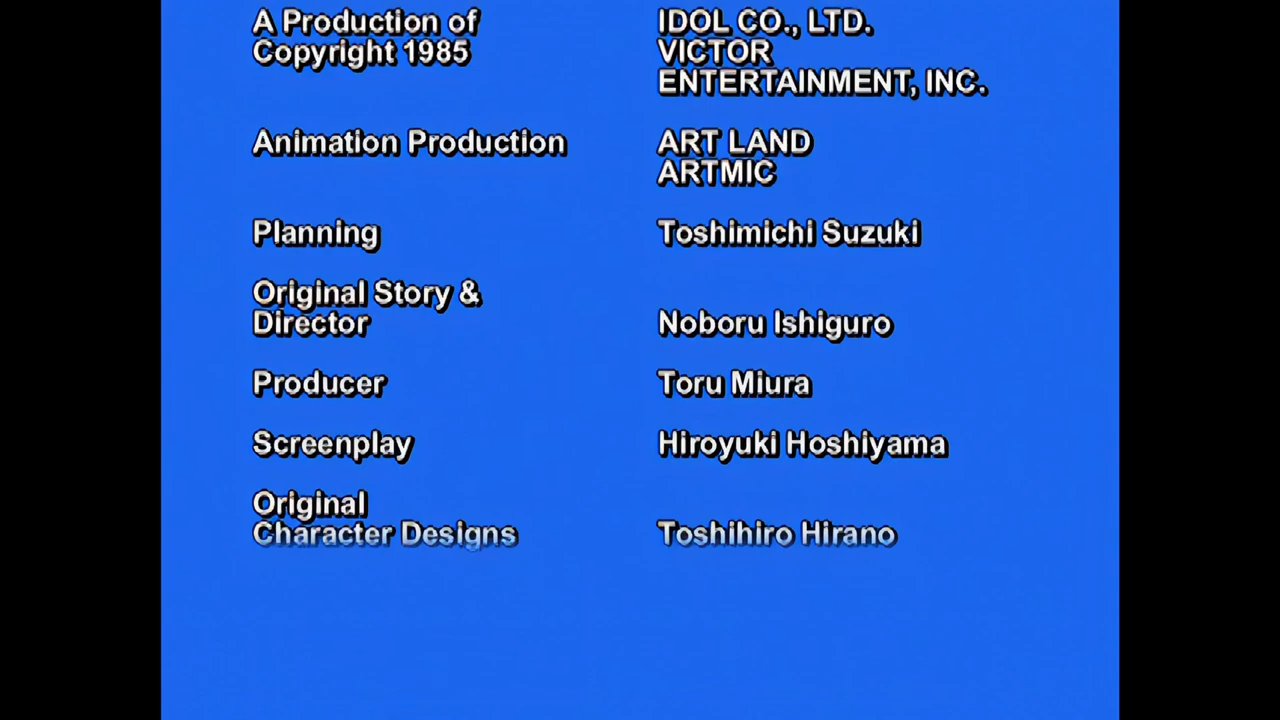 A Production of IDOL CO., LTD.
Copyright 1985 VICTOR
ENTERTAINMENT, INC.
Animation Production ART LAND
ARTMIC
Planning Toshimichi Suzuki
Original Story &
Director Noboru Ishiguro
Producer Toru Miura
Screenplay Hiroyuki Hoshiyama
Original
Character Designs Toshihiro Hirano